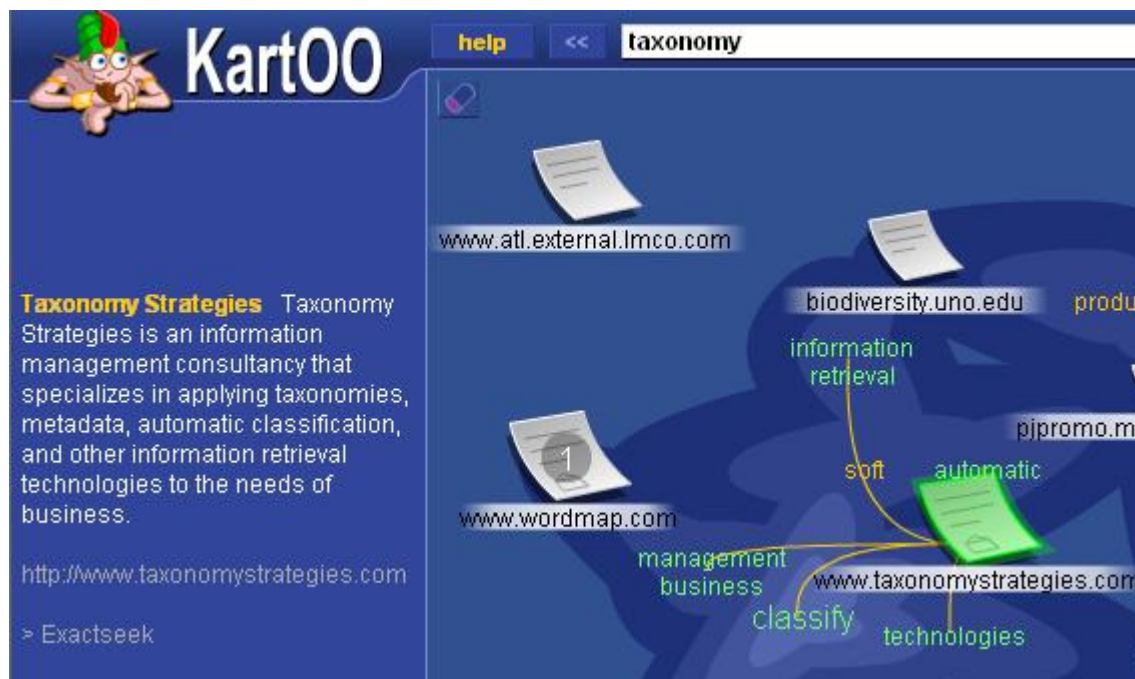 KartOO
help
<<
taxonomy
www.atl.external.lmco.com
biodiversity.uno.edu
produ
Taxonomy Strategies Taxonomy
Strategies is an information
management consultancy that
specializes in applying taxonomies,
metadata, automatic classification,
and other information retrieval
technologies to the needs of
business.
http://www.taxonomystrategies.com
> Exactseek
information
retrieval
pjpromo.m
1
www.wordmap.com
soft
automatic
management
business
www.taxonomystrategies.com
classify
technologies